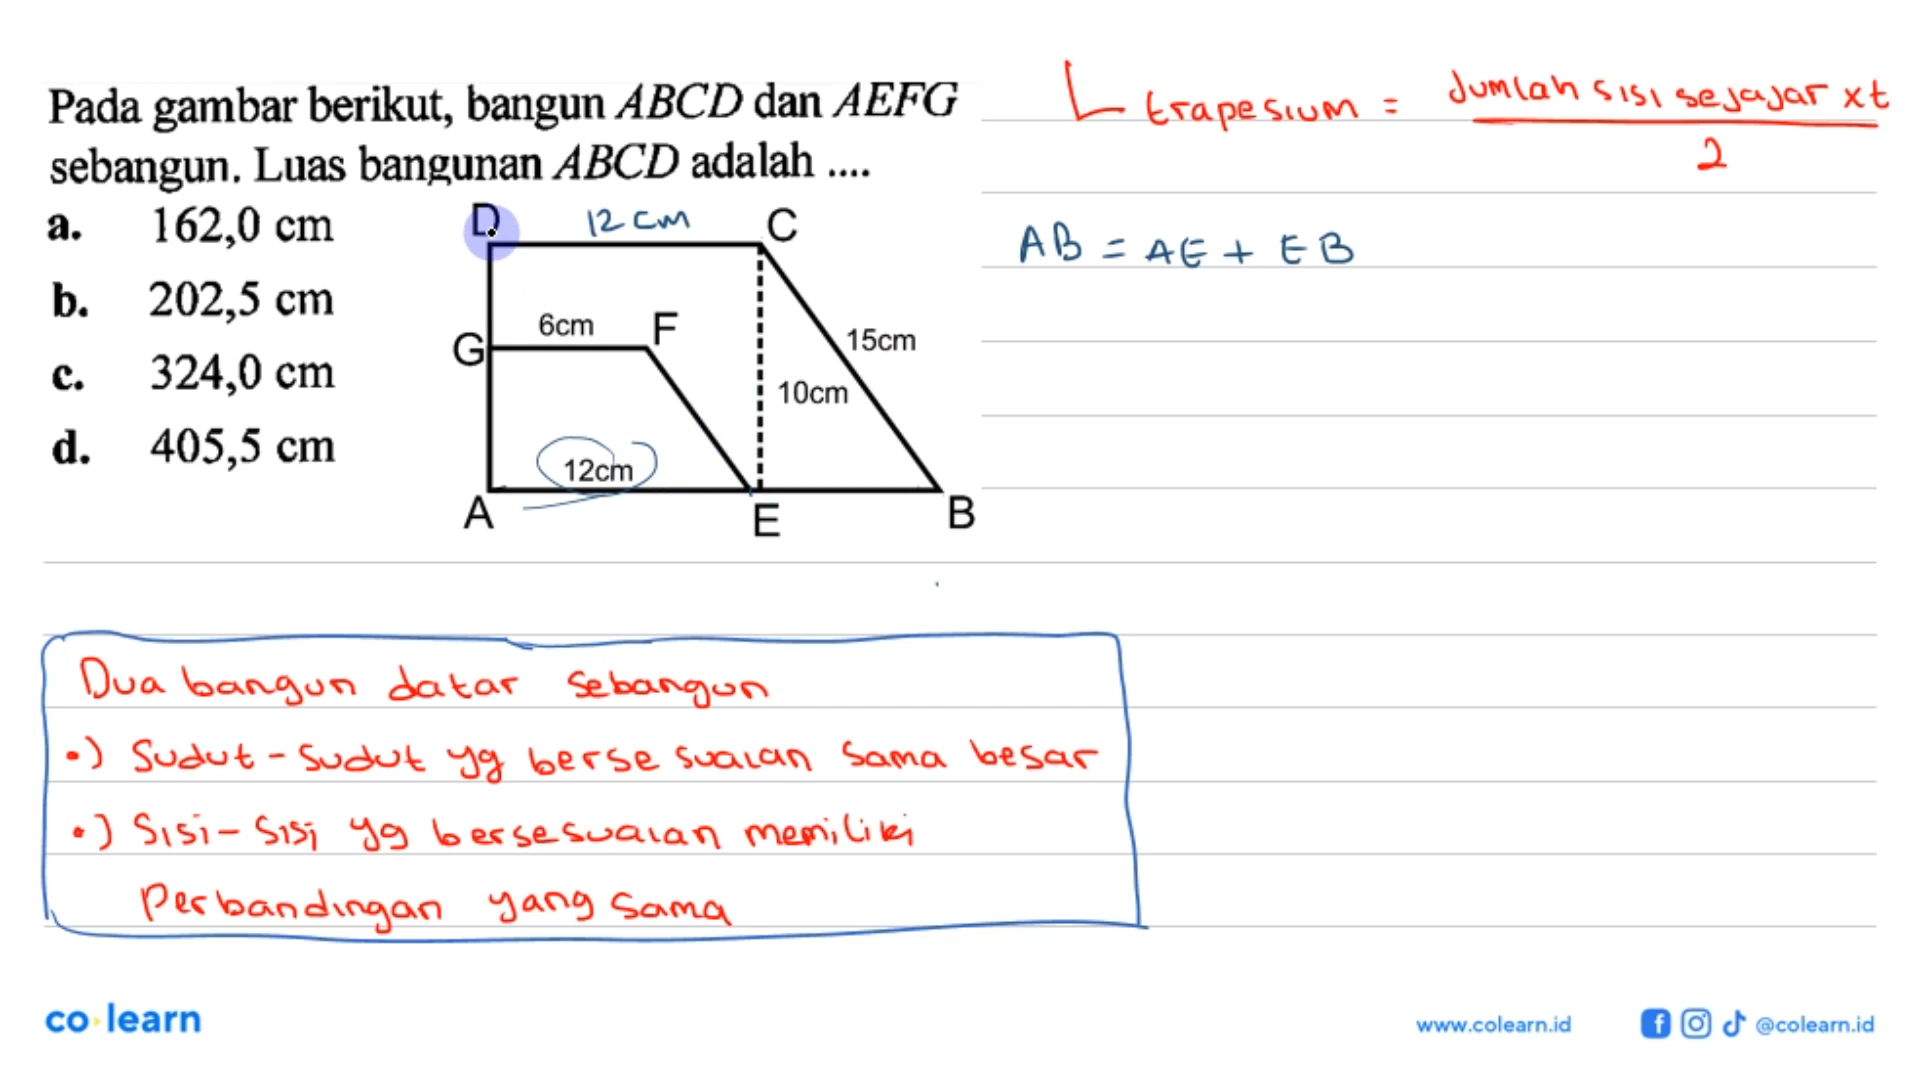 Pada gambar berikut, bangun ABCD dan AEFG
sebangun. Luas bangunan ABCD adalah ....
a. 162,0 cm
b. 202,5 cm
c. 324,0 cm
d. 405,5 cm
D 12 cm C
6cm F
G
15cm
10cm
12cm
A E B
L trapesium = Jumlah sisi sejajar x t
2
AB = AE + EB
Dua bangun datar sebangun
•) Sudut-sudut yg bersesuaian sama besar
•) Sisi-sisi yg bersesuaian memiliki
Perbandingan yang sama
co learn
www.colearn.id
@colearn.id